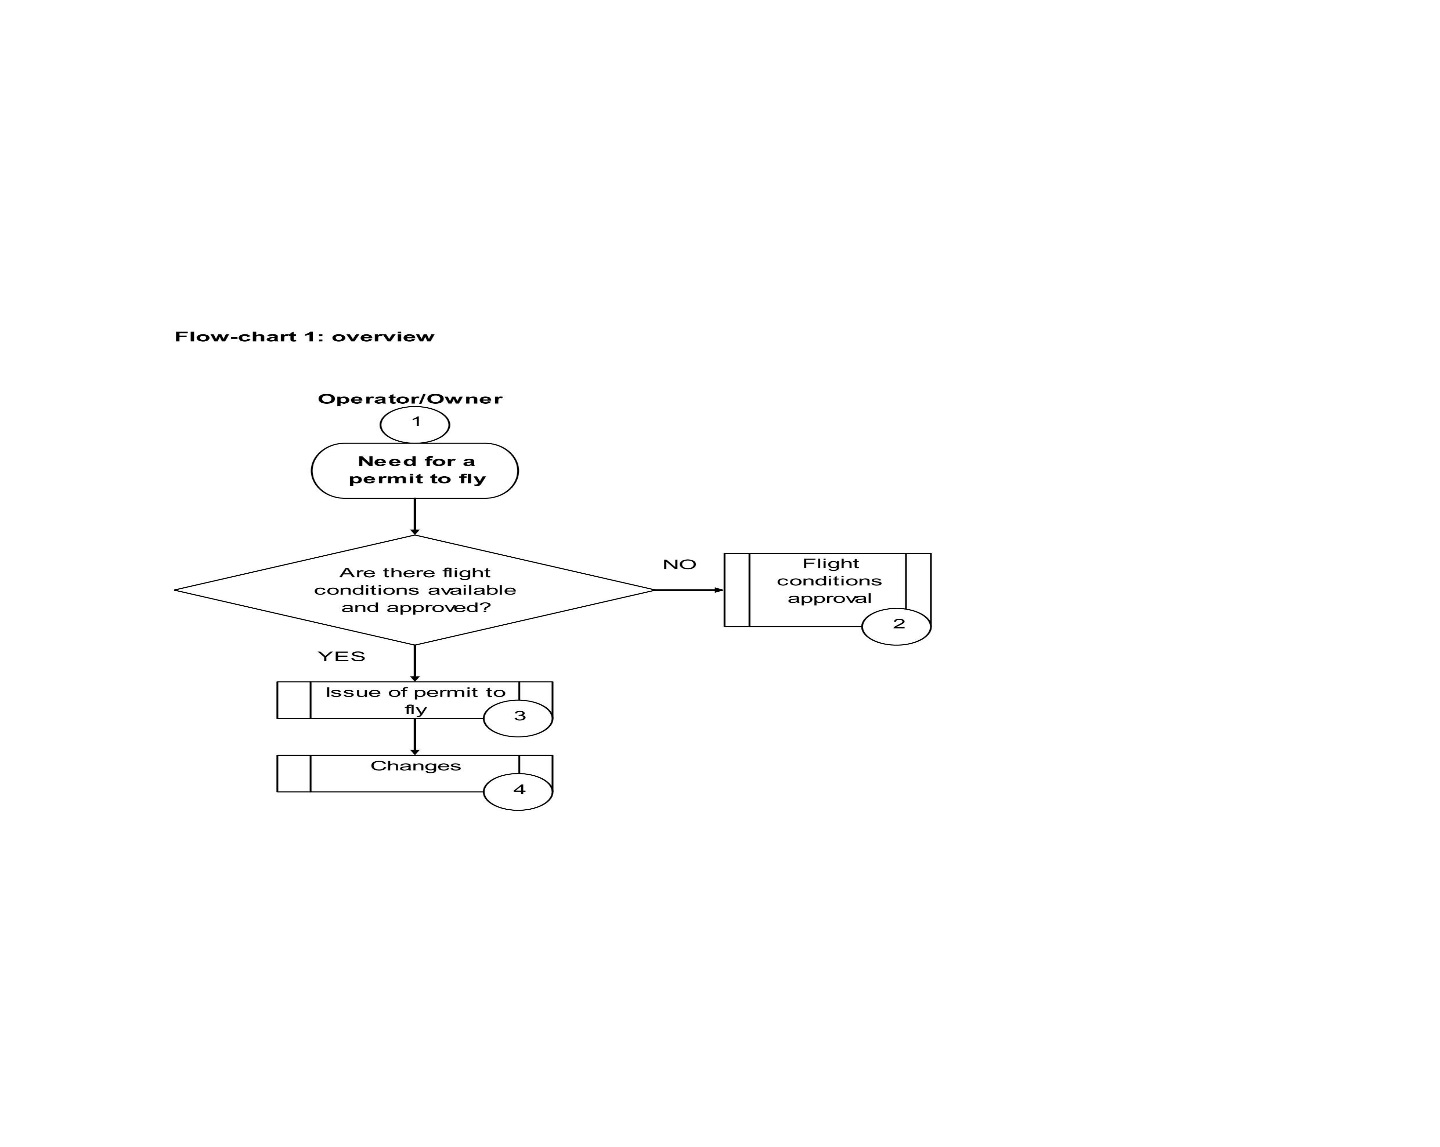 Flow-chart 1: overview
Operator/Owner
1
Need for a
permit to fly
Are there flight
conditions available
and approved?
NO
Flight
conditions
approval
2
YES
Issue of permit to
fly
3
Changes
4